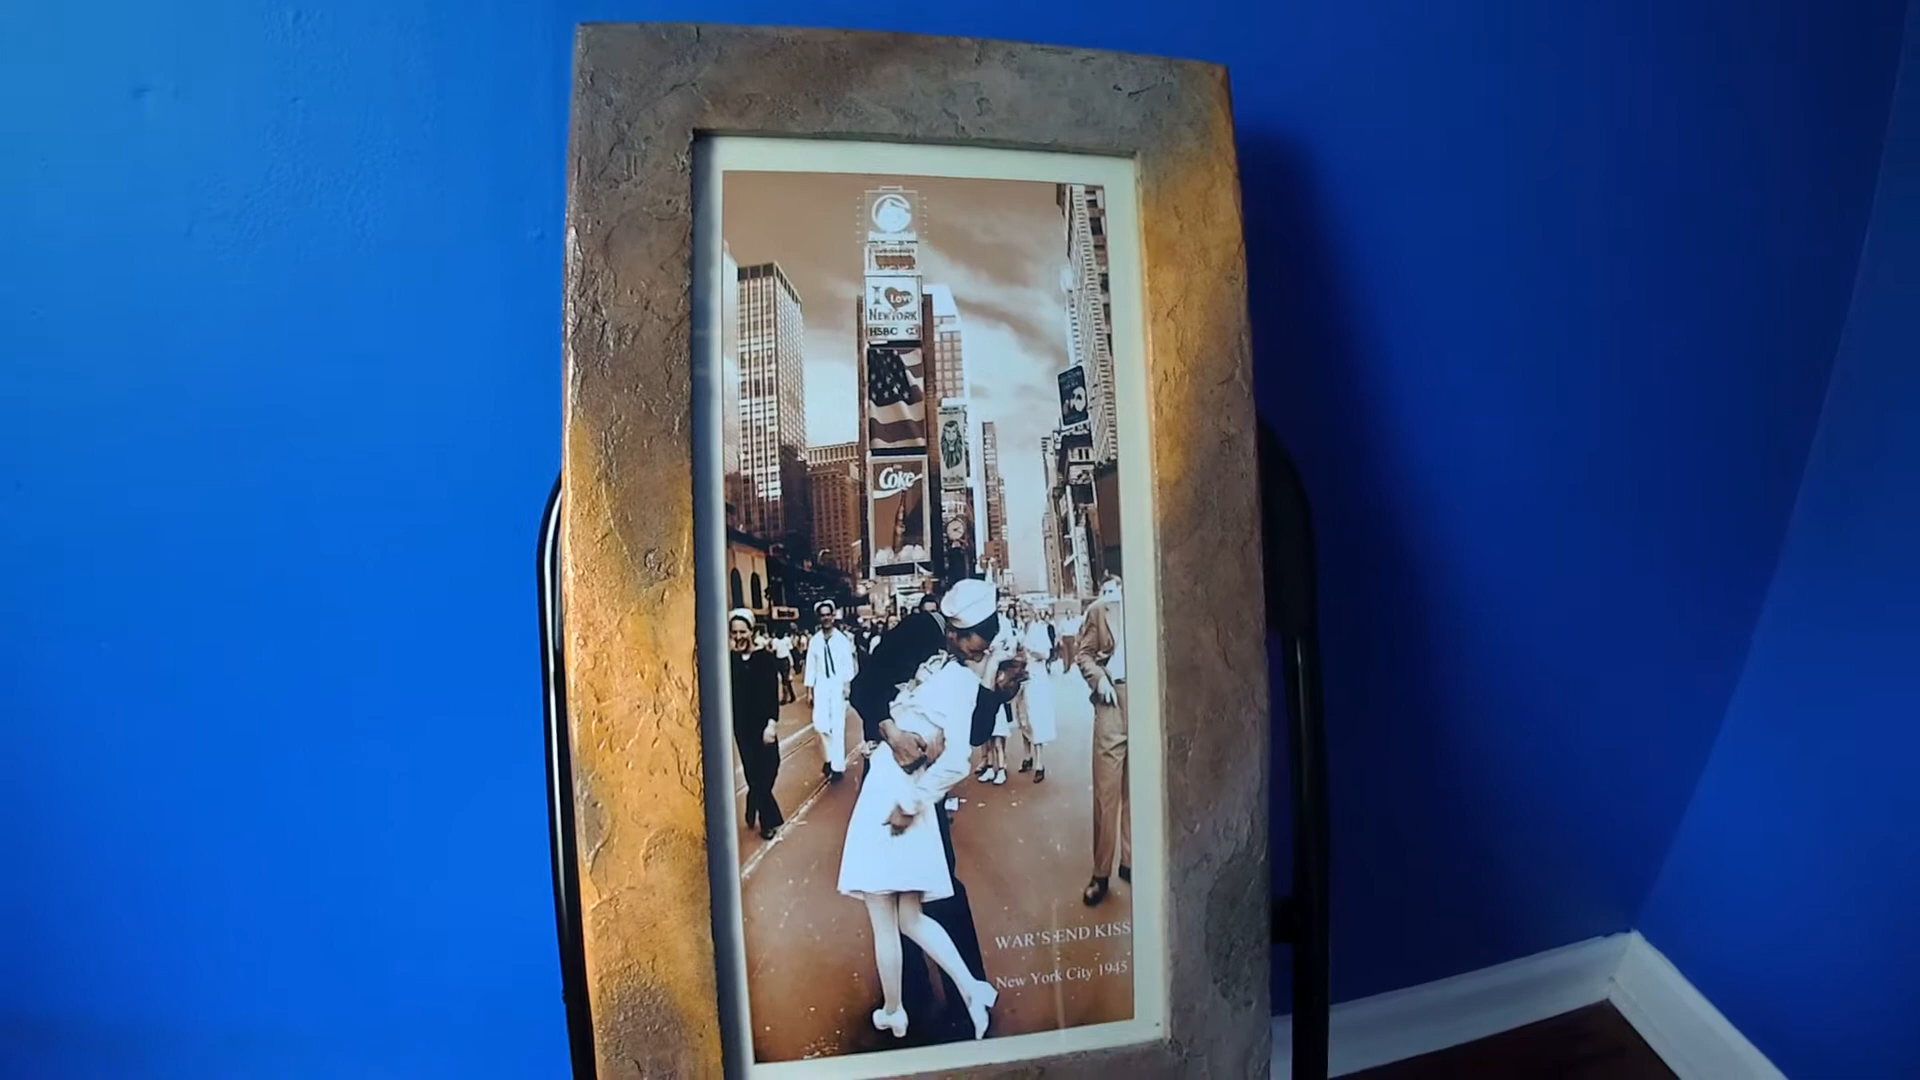 I Love
NEW YORK
HSBC
Coke
WAR'S END KISS
New York City 1945